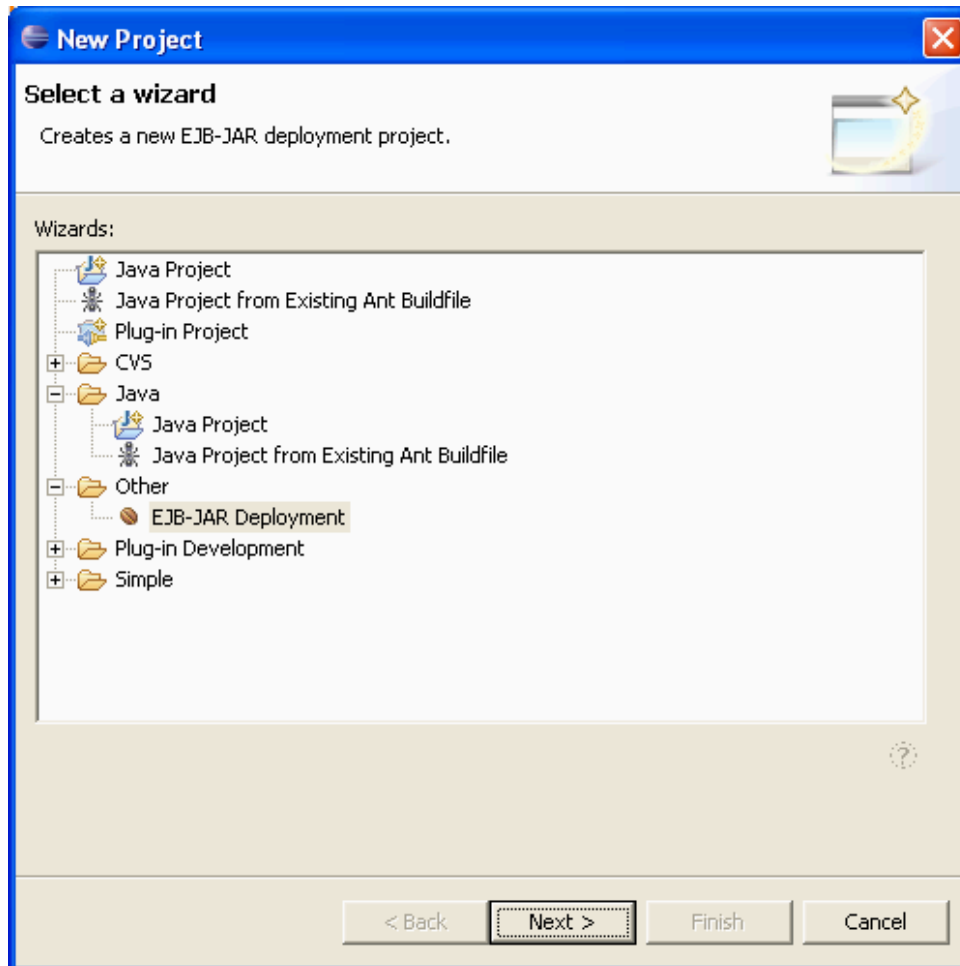 New Project
Select a wizard
Creates a new EJB-JAR deployment project.
Wizards:
Java Project
Java Project from Existing Ant Buildfile
Plug-in Project
CVS
Java
Java Project
Java Project from Existing Ant Buildfile
Other
EJB-JAR Deployment
Plug-in Development
Simple
?
< Back Next > Finish Cancel